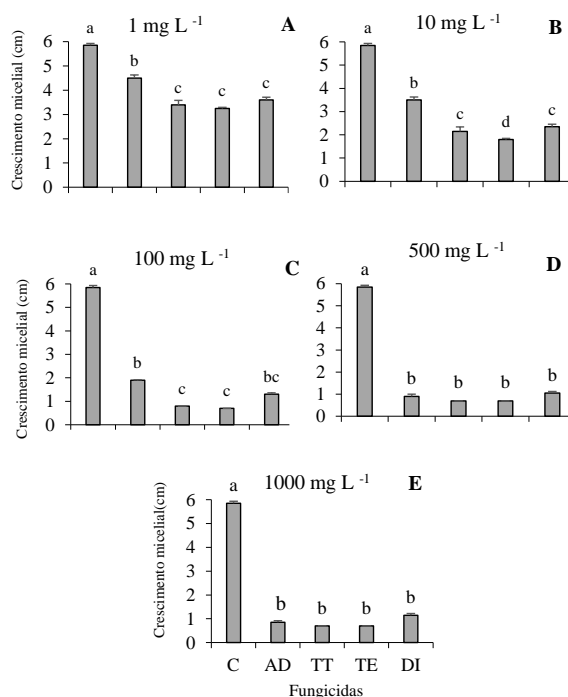 1 mg L -1 A
Crescimento micelial (cm)
6
5
4
3
2
1
0
a
b
c
c
c
10 mg L -1 B
6
5
4
3
2
1
0
a
b
c
d
c
100 mg L -1 C
Crescimento micelial (cm)
6
5
4
3
2
1
0
a
b
c
c
bc
500 mg L -1 D
6
5
4
3
2
1
0
a
b
b
b
b
1000 mg L -1 E
Crescimento micelial(cm)
6
5
4
3
2
1
0
a
b
b
b
b
C AD TT TE DI
Fungicidas